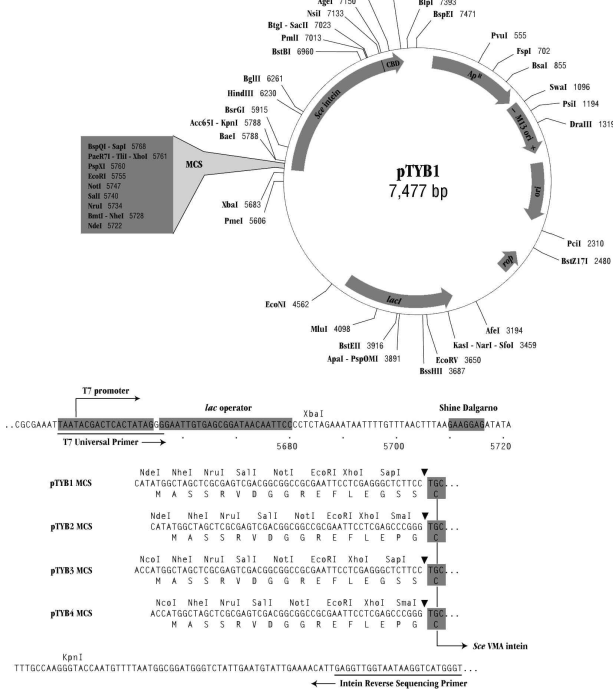 AgeI 7150
BlpI 7393
NsiI 7133
BspEI 7471
BtgI - SacII 7023
PmlI 7013
BstBI 6960
PvuI 555
FspI 702
BsaI 855
CBD
Ap R
BglII 6261
SwaI 1096
HindIII 6230
PsiI 1194
Sce intein
M13 ori
DraIII 1319
BsrGI 5915
Acc65I - KpnI 5788
BaeI 5788
BspQI - SapI 5768
PaeR7I - TliI - XhoI 5761
PspXI 5760
EcoRI 5755
NotI 5747
SalI 5740
NruI 5734
BmtI - NheI 5728
NdeI 5722
MCS
pTYB1
7,477 bp
ori
XbaI 5683
PmeI 5606
PciI 2310
BstZ17I 2480
rop
EcoNI 4562
lacI
MluI 4098
AfeI 3194
BstEII 3916
KasI - NarI - SfoI 3459
ApaI - PspOMI 3891
EcoRV 3650
BssHII 3687
T7 promoter
lac operator
XbaI
Shine Dalgarno
..CGCGAAATTAATACGACTCACTATAGGGGAATTGTGAGCGGATAACAATTCCCCTCTAGAAATAATTTTGTTTAACTTTAAGAAGGAGATATA
T7 Universal Primer
5680
5700
5720
NdeI NheI NruI SalI NotI EcoRI XhoI SapI
pTYB1 MCS CATATGGCTAGCTCGCGAGTCGACGGCGGCCGCGAATTCCTCGAGGGCTCTTCC TGC...
M A S S R V D G G R E F L E G S S C
NdeI NheI NruI SalI NotI EcoRI XhoI SmaI
pTYB2 MCS CATATGGCTAGCTCGCGAGTCGACGGCGGCCGCGAATTCCTCGAGCCCGGG TGC...
M A S S R V D G G R E F L E P G C
NcoI NheI NruI SalI NotI EcoRI XhoI SapI
pTYB3 MCS ACCATGGCTAGCTCGCGAGTCGACGGCGGCCGCGAATTCCTCGAGGGCTCTTCC TGC...
M A S S R V D G G R E F L E G S S C
NcoI NheI NruI SalI NotI EcoRI XhoI SmaI
pTYB4 MCS ACCATGGCTAGCTCGCGAGTCGACGGCGGCCGCGAATTCCTCGAGCCCGGG TGC...
M A S S R V D G G R E F L E P G C
Sce VMA intein
KpnI
TTTGCCAAGGGTACCAATGTTTTAATGGCGGATGGGTCTATTGAATGTATTGAAAACATTGAGGTTGGTAATAAGGTCATGGGT...
Intein Reverse Sequencing Primer